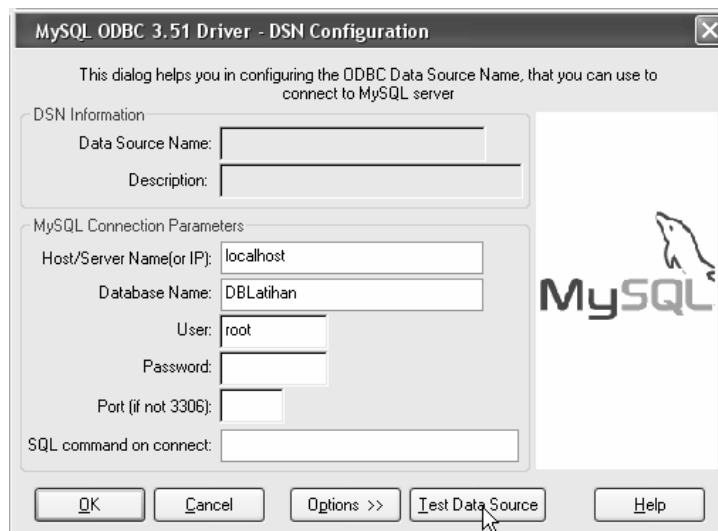 MySQL ODBC 3.51 Driver - DSN Configuration
This dialog helps you in configuring the ODBC Data Source Name, that you can use to
connect to MySQL server
DSN Information
Data Source Name:
Description:
MySQL Connection Parameters
Host/Server Name(or IP): localhost
Database Name: DBLatihan
User: root
Password:
Port (if not 3306):
SQL command on connect:
MySQL
OK Cancel Options >> Test Data Source Help